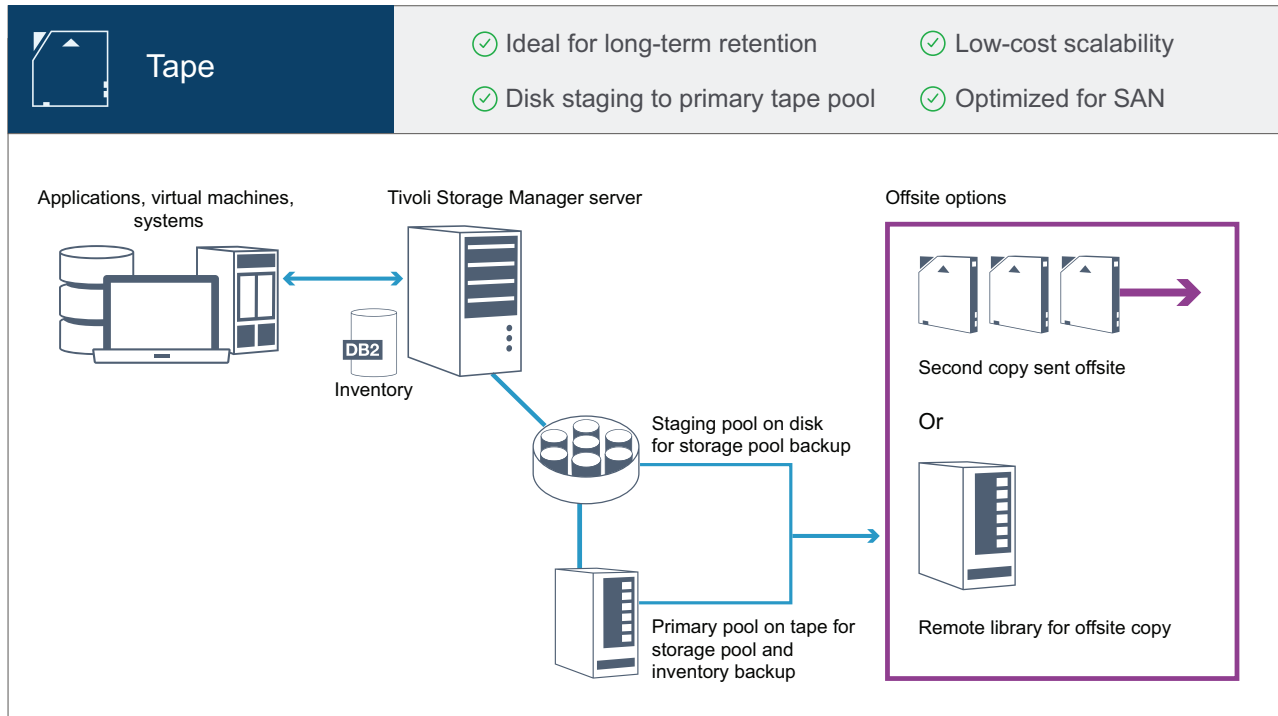 Tape
Ideal for long-term retention
Low-cost scalability
Disk staging to primary tape pool
Optimized for SAN
Applications, virtual machines,
systems
Tivoli Storage Manager server
Offsite options
DB2
Inventory
Second copy sent offsite
Staging pool on disk
for storage pool backup
Or
Primary pool on tape for
storage pool and
inventory backup
Remote library for offsite copy